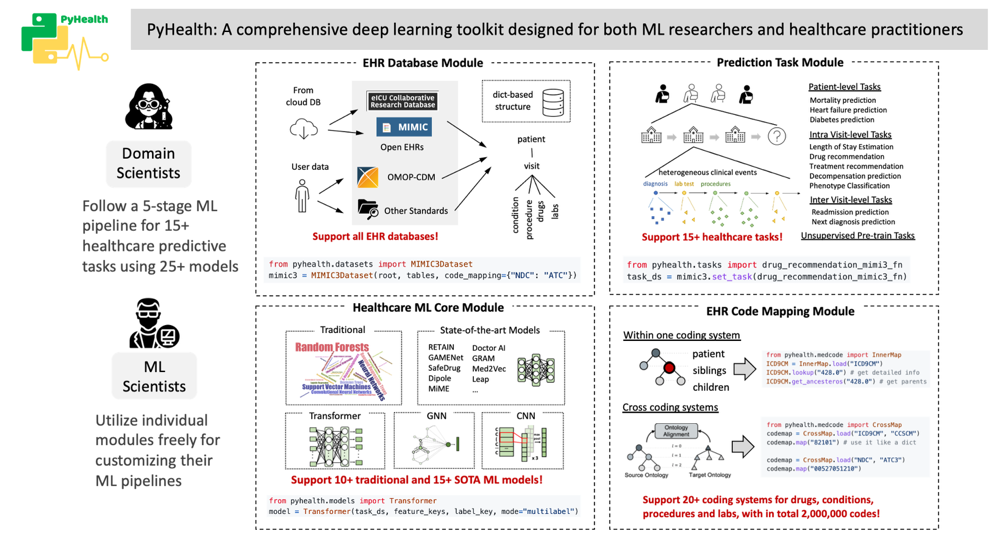 PyHealth
PyHealth: A comprehensive deep learning toolkit designed for both ML researchers and healthcare practitioners
Domain
Scientists
Follow a 5-stage ML
pipeline for 15+
healthcare predictive
tasks using 25+ models
ML
Scientists
Utilize individual
modules freely for
customizing their
ML pipelines
EHR Database Module
From
cloud DB
User data
eICU Collaborative
Research Database
MIMIC
Open EHRs
OMOP-CDM
Other Standards
dict-based
structure
patient
visit
condition
procedure
drugs
labs
Support all EHR databases!
from pyhealth.datasets import MIMIC3Dataset
mimic3 = MIMIC3Dataset(root, tables, code_mapping={"NDC": "ATC"})
Prediction Task Module
?
heterogeneous clinical events
diagnosis
lab test
procedures
Support 15+ healthcare tasks!
Patient-level Tasks
Mortality prediction
Heart failure prediction
Diabetes prediction
Intra Visit-level Tasks
Length of Stay Estimation
Drug recommendation
Treatment recommendation
Decompensation prediction
Phenotype Classification
Inter Visit-level Tasks
Readmission prediction
Next diagnosis prediction
Unsupervised Pre-train Tasks
from pyhealth.tasks import drug_recommendation_mimi3_fn
task_ds = mimic3.set_task(drug_recommendation_mimic3_fn)
Healthcare ML Core Module
Traditional
Random Forests
Neural Networks
Support Vector Machines
Convolutional Neural Networks
State-of-the-art Models
RETAIN
GAMENet
SafeDrug
Dipole
MiME
Doctor AI
GRAM
Med2Vec
Leap
...
Transformer
GNN
CNN
Support 10+ traditional and 15+ SOTA ML models!
from pyhealth.models import Transformer
model = Transformer(task_ds, feature_keys, label_key, mode="multilabel")
EHR Code Mapping Module
Within one coding system
patient
siblings
children
from pyhealth.medcode import InnerMap
ICD9CM = InnerMap.load("ICD9CM")
ICD9CM.lookup("428.0") # get detailed info
ICD9CM.get_ancesteros("428.0") # get parents
Cross coding systems
Ontology
Alignment
l = 0
l = 1
l = 2
Source Ontology
Target Ontology
from pyhealth.medcode import CrossMap
codemap = CrossMap.load("ICD9CM", "CCSCM")
codemap.map("82101") # use it like a dict
codemap = CrossMap.load("NDC", "ATC3")
codemap.map("00527051210")
Support 20+ coding systems for drugs, conditions,
procedures and labs, with in total 2,000,000 codes!